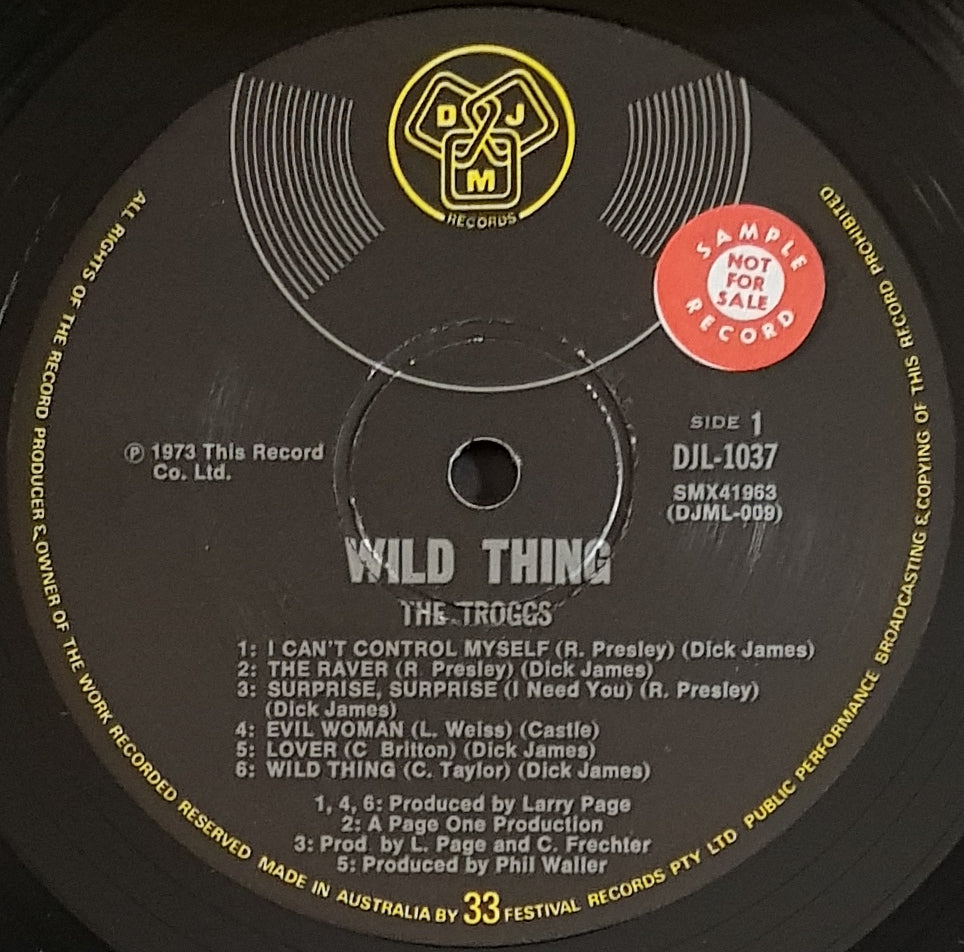 D J
M
RECORDS
SAMPLE
NOT
FOR
SALE
RECORD
SIDE 1
DJL-1037
SMX41963
(DJML-009)
℗ 1973 This Record
Co. Ltd.
WILD THING
THE TROGGS
1: I CAN'T CONTROL MYSELF (R. Presley) (Dick James)
2: THE RAVER (R. Presley) (Dick James)
3: SURPRISE, SURPRISE (I Need You) (R. Presley)
(Dick James)
4: EVIL WOMAN (L. Weiss) (Castle)
5: LOVER (C Britton) (Dick James)
6: WILD THING (C. Taylor) (Dick James)
1, 4, 6: Produced by Larry Page
2: A Page One Production
3: Prod by L. Page and C. Frechter
5: Produced by Phil Waller
ALL RIGHTS OF THE RECORD PRODUCER & OWNER OF THE WORK RECORDED RESERVED MADE IN AUSTRALIA BY 33 FESTIVAL RECORDS PTY LTD PUBLIC PERFORMANCE BROADCASTING & COPYING OF THIS RECORD PROHIBITED